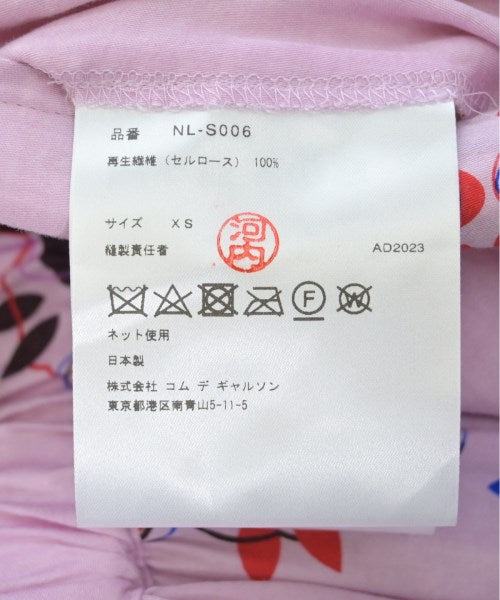 品番 NL-S006
再生繊維（セルロース） 100%
サイズ XS
縫製責任者 河内 AD2023
F W
ネット使用
日本製
株式会社 コム デ ギャルソン
東京都港区南青山5-11-5